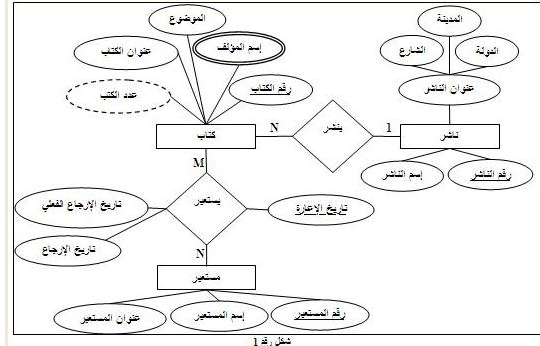 الموضوع
المدينة
عنوان الكتاب
إسم المؤلف
الشارع
الدولة
عدد الكتب
رقم الكتاب
عنوان الناشر
كتاب
N
ينشر
1
ناشر
M
إسم الناشر
رقم الناشر
تاريخ الإرجاع الفعلي
يستعير
تاريخ الإعارة
تاريخ الإرجاع
N
مستعير
عنوان المستعير
إسم المستعير
رقم المستعير
شكل رقم 1